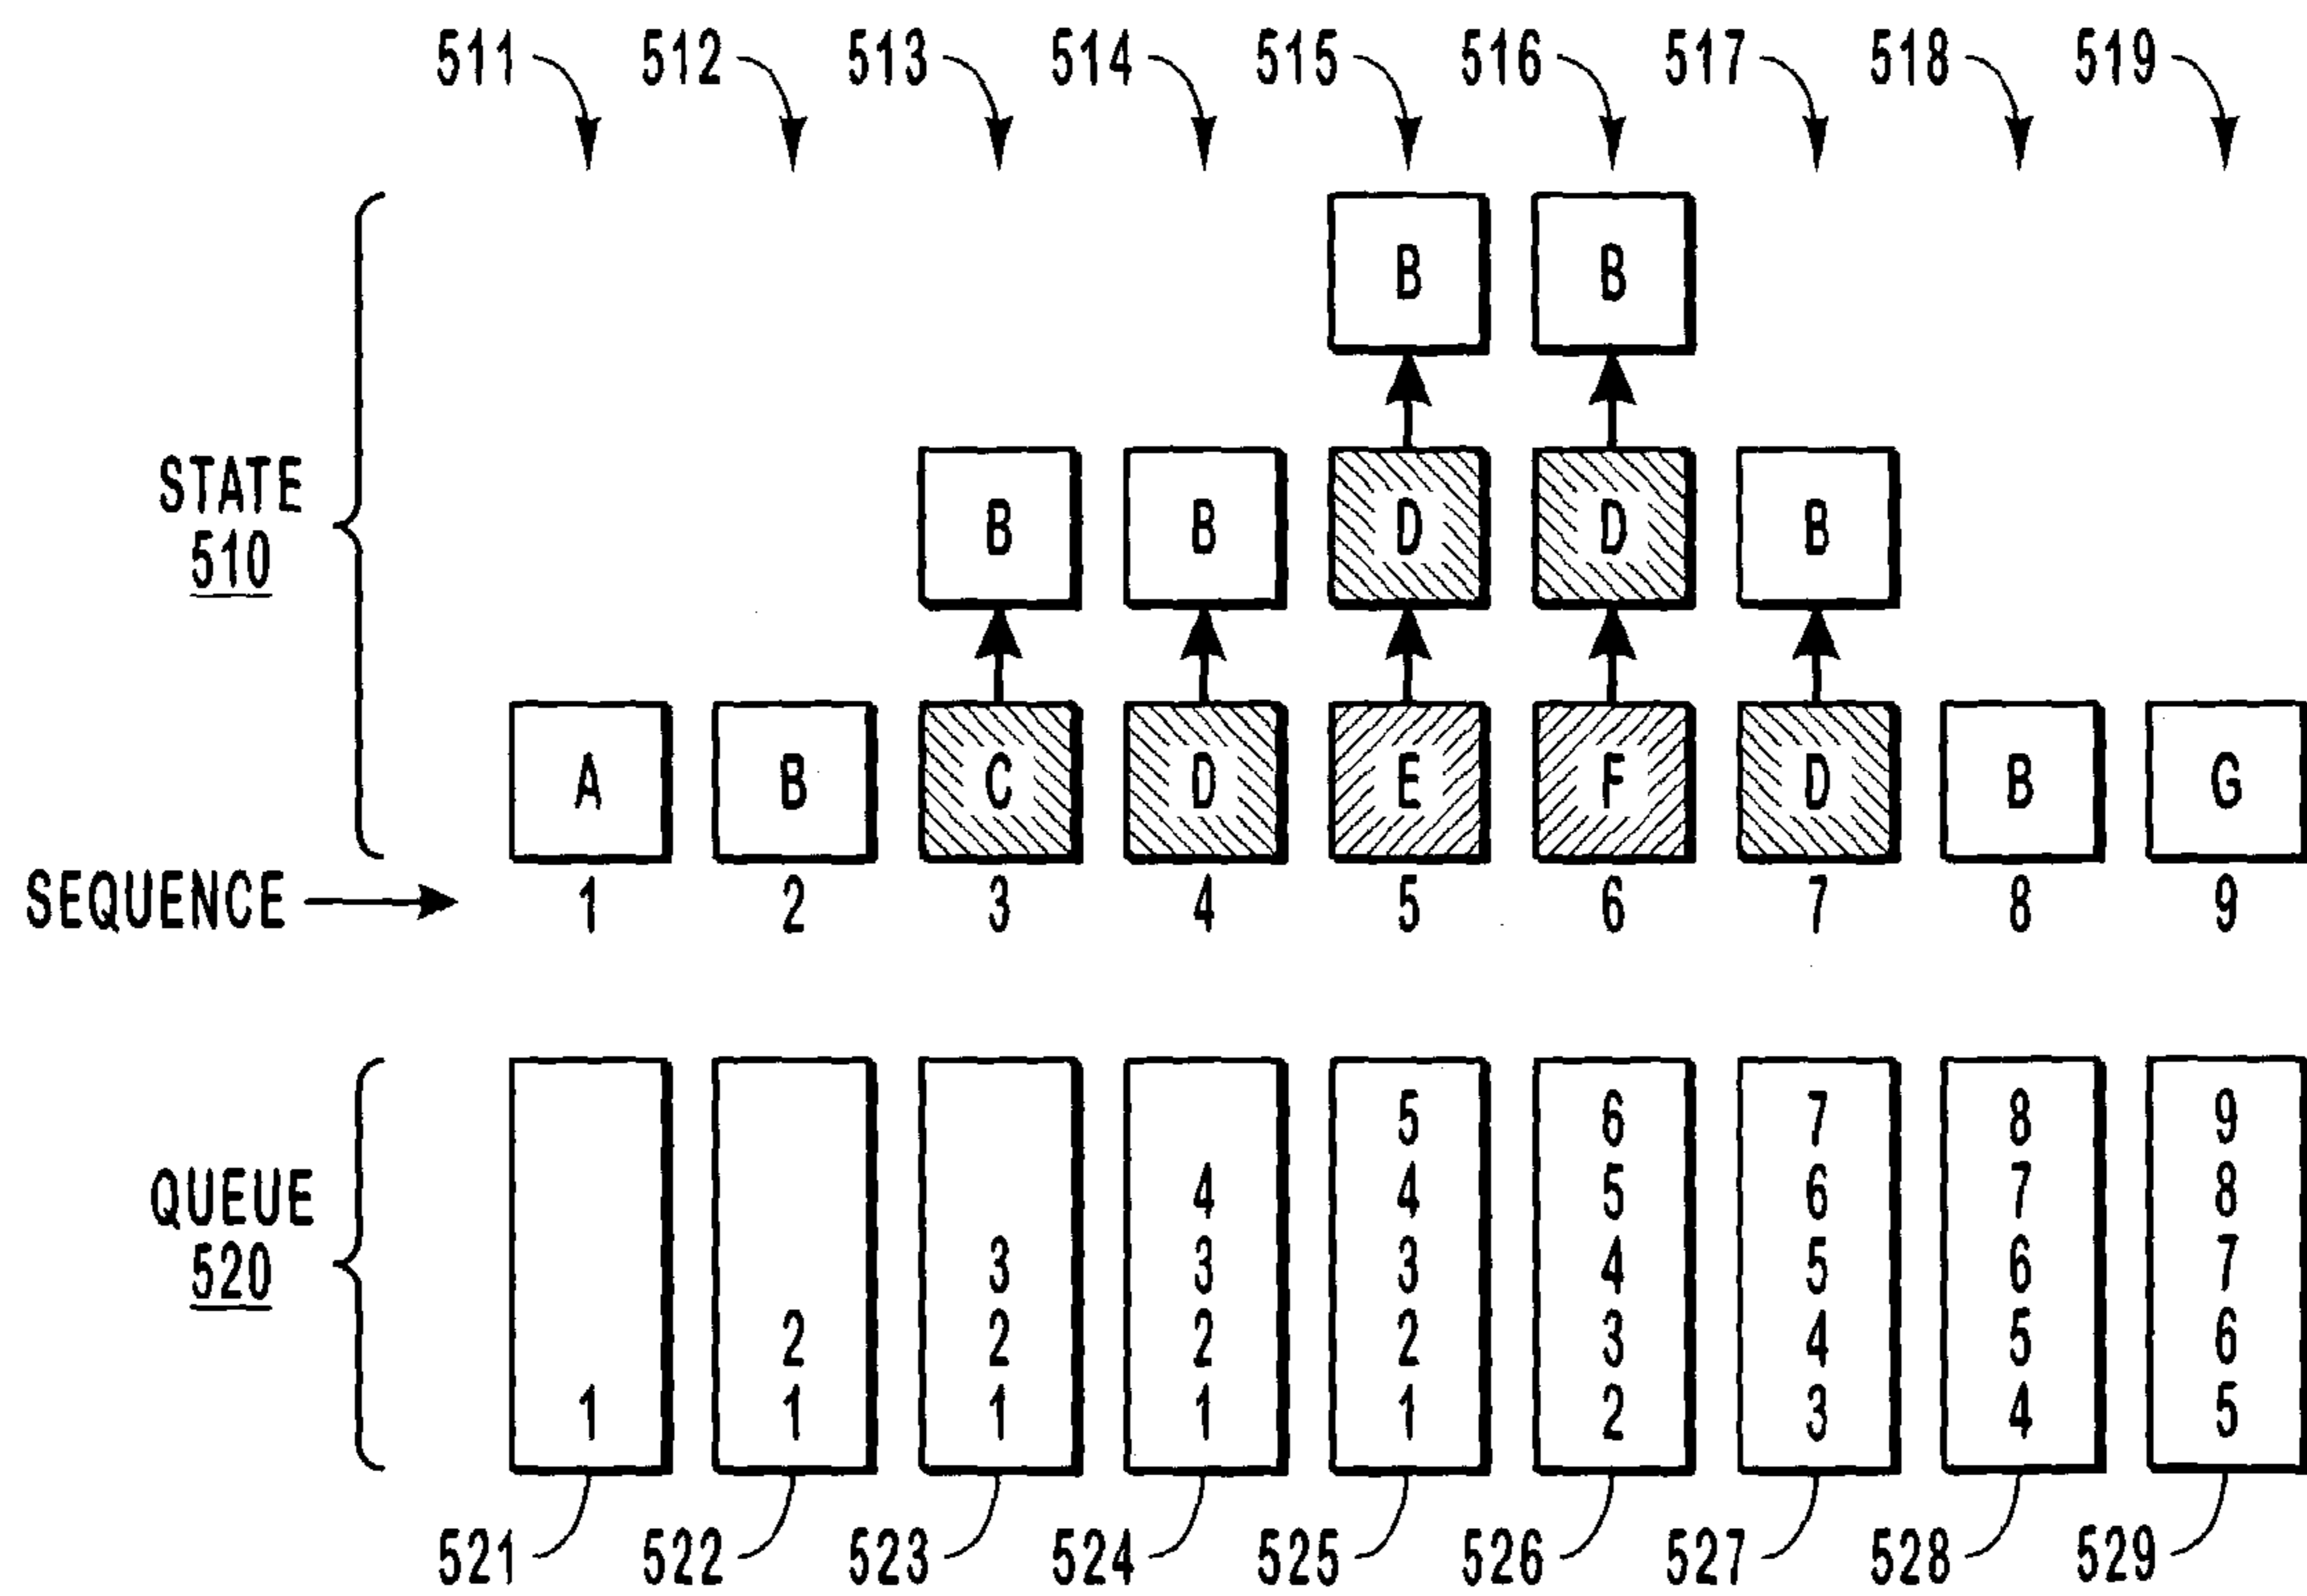 511 512 513 514 515 516 517 518 519
B B
B B D D B
STATE
510
A B C D E F D B G
SEQUENCE 1 2 3 4 5 6 7 8 9
5 6 7 8 9
4 5 6 7 8
3 3 3 4 5 6 7
2 2 2 2 3 4 5 6
1 1 1 1 1 2 3 4 5
QUEUE
520
521 522 523 524 525 526 527 528 529